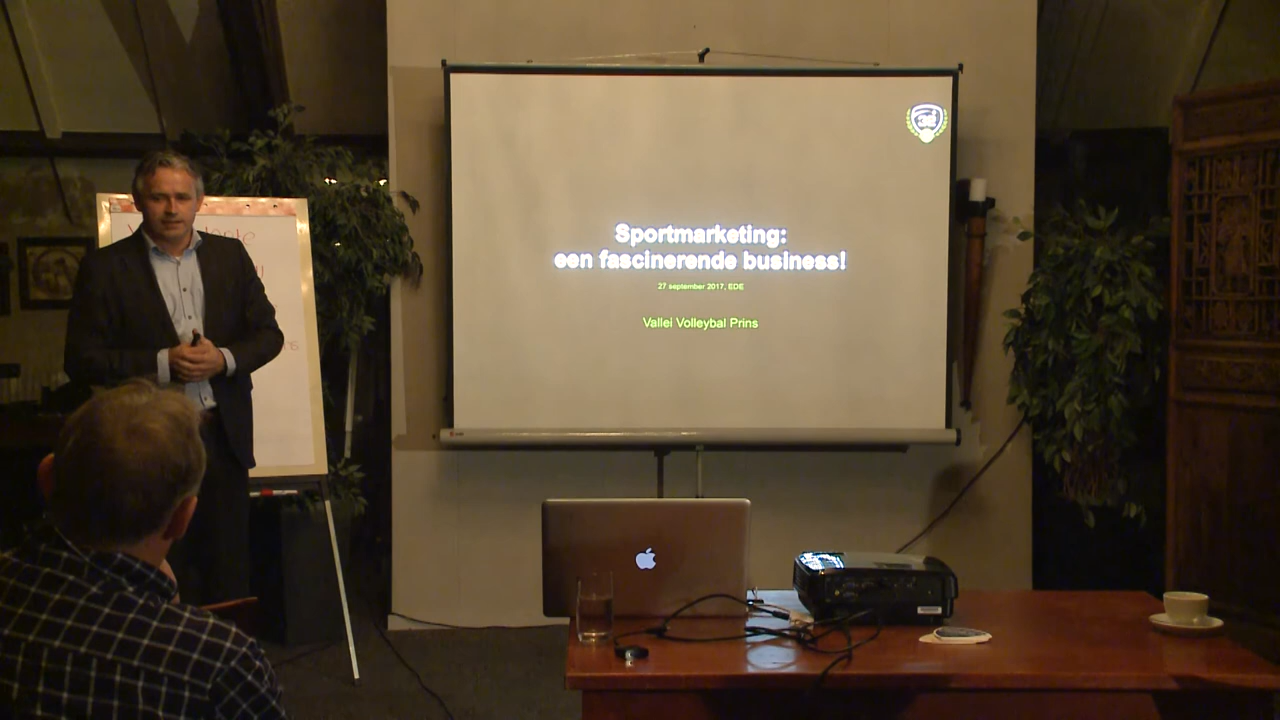 Sportmarketing:
een fascinerende business!
27 september 2017, EDE
Vallei Volleybal Prins